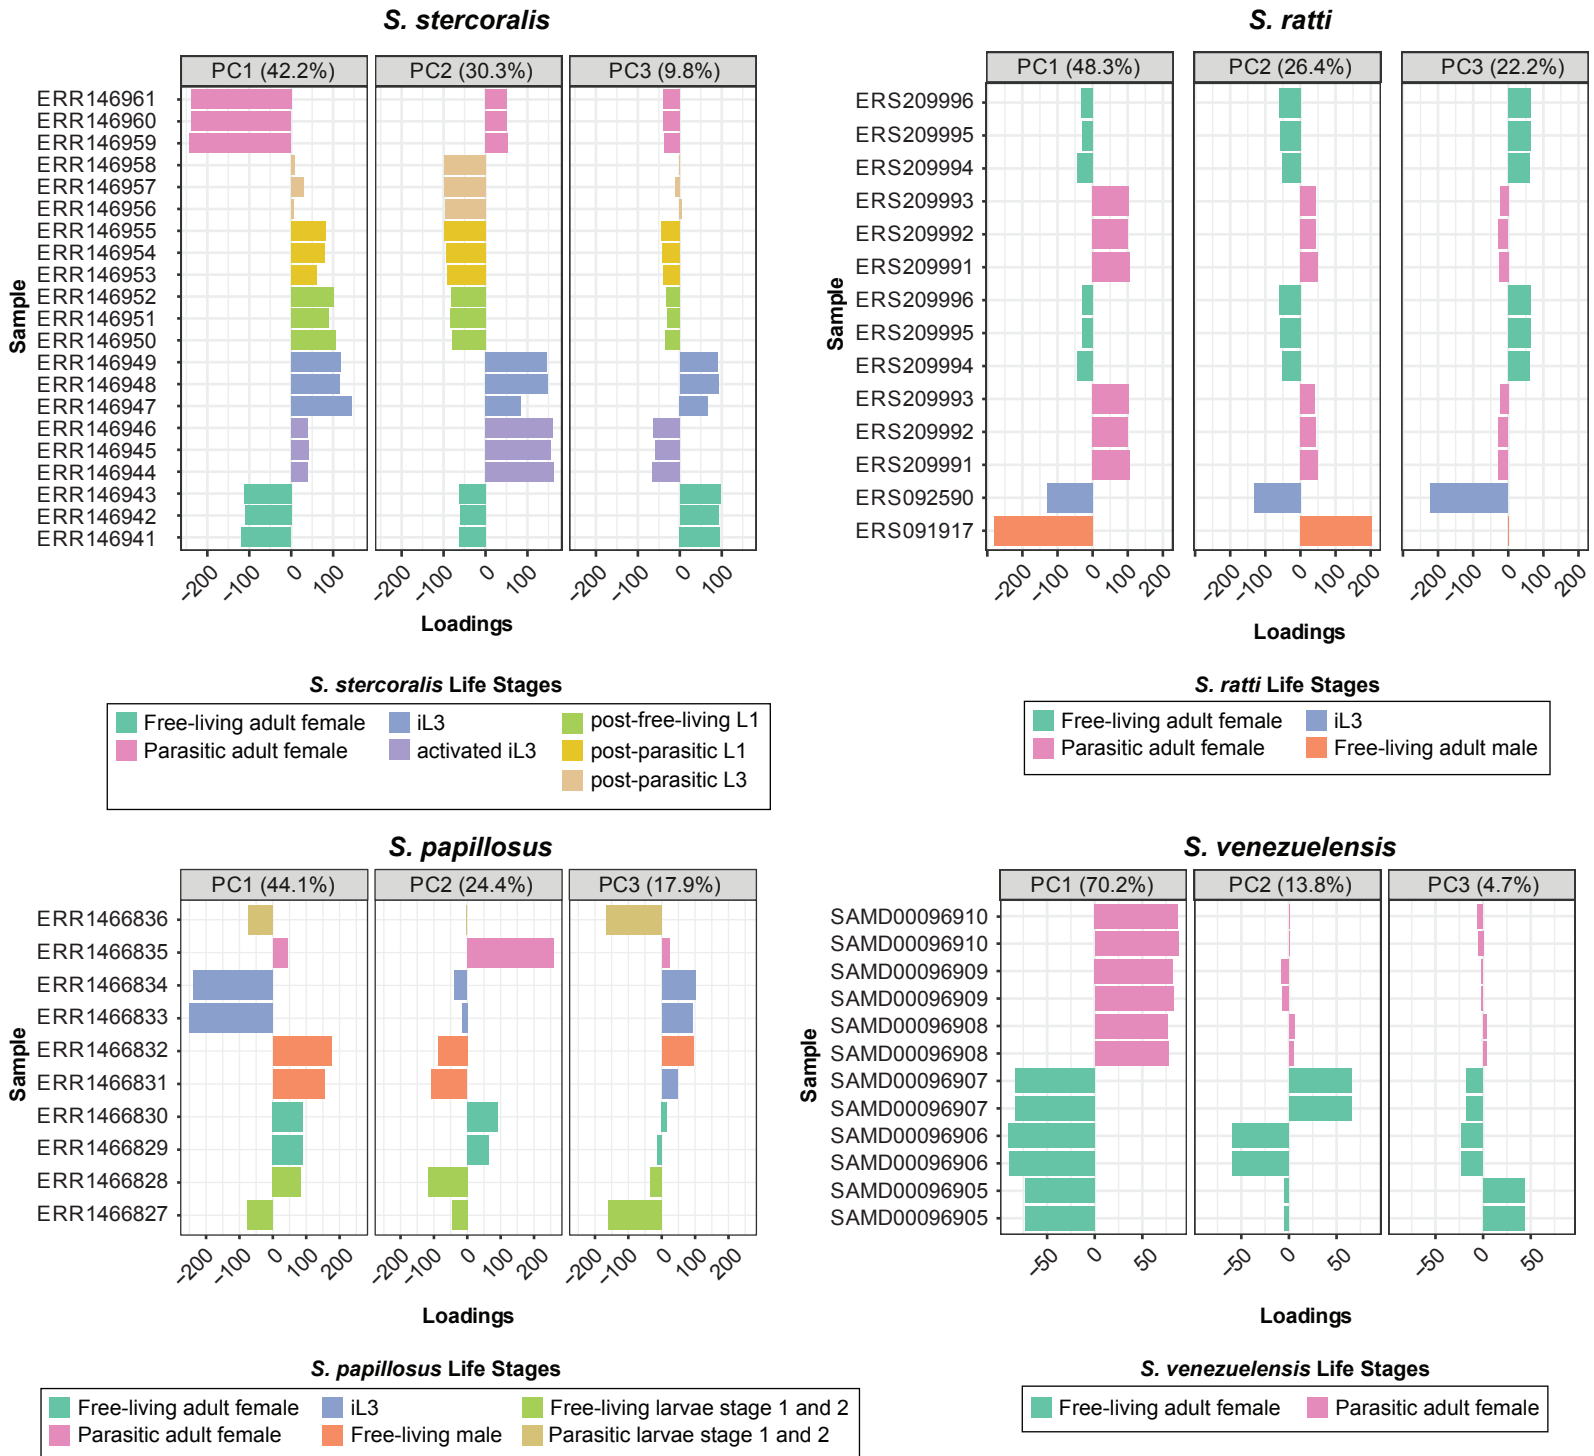 S. stercoralis
PC1 (42.2%) PC2 (30.3%) PC3 (9.8%)
Sample
ERR146961
ERR146960
ERR146959
ERR146958
ERR146957
ERR146956
ERR146955
ERR146954
ERR146953
ERR146952
ERR146951
ERR146950
ERR146949
ERR146948
ERR146947
ERR146946
ERR146945
ERR146944
ERR146943
ERR146942
ERR146941
−200 −100 0 100 −200 −100 0 100 −200 −100 0 100
Loadings
S. stercoralis Life Stages
Free-living adult female iL3 post-free-living L1
Parasitic adult female activated iL3 post-parasitic L1
post-parasitic L3
S. ratti
PC1 (48.3%) PC2 (26.4%) PC3 (22.2%)
Sample
ERS209996
ERS209995
ERS209994
ERS209993
ERS209992
ERS209991
ERS209996
ERS209995
ERS209994
ERS209993
ERS209992
ERS209991
ERS092590
ERS091917
−200 −100 0 100 200 −200 −100 0 100 200 −200 −100 0 100 200
Loadings
S. ratti Life Stages
Free-living adult female iL3
Parasitic adult female Free-living adult male
S. papillosus
PC1 (44.1%) PC2 (24.4%) PC3 (17.9%)
Sample
ERR1466836
ERR1466835
ERR1466834
ERR1466833
ERR1466832
ERR1466831
ERR1466830
ERR1466829
ERR1466828
ERR1466827
−200 −100 0 100 200 −200 −100 0 100 200 −200 −100 0 100 200
Loadings
S. papillosus Life Stages
Free-living adult female iL3 Free-living larvae stage 1 and 2
Parasitic adult female Free-living male Parasitic larvae stage 1 and 2
S. venezuelensis
PC1 (70.2%) PC2 (13.8%) PC3 (4.7%)
Sample
SAMD00096910
SAMD00096910
SAMD00096909
SAMD00096909
SAMD00096908
SAMD00096908
SAMD00096907
SAMD00096907
SAMD00096906
SAMD00096906
SAMD00096905
SAMD00096905
−50 0 50 −50 0 50 −50 0 50
Loadings
S. venezuelensis Life Stages
Free-living adult female Parasitic adult female